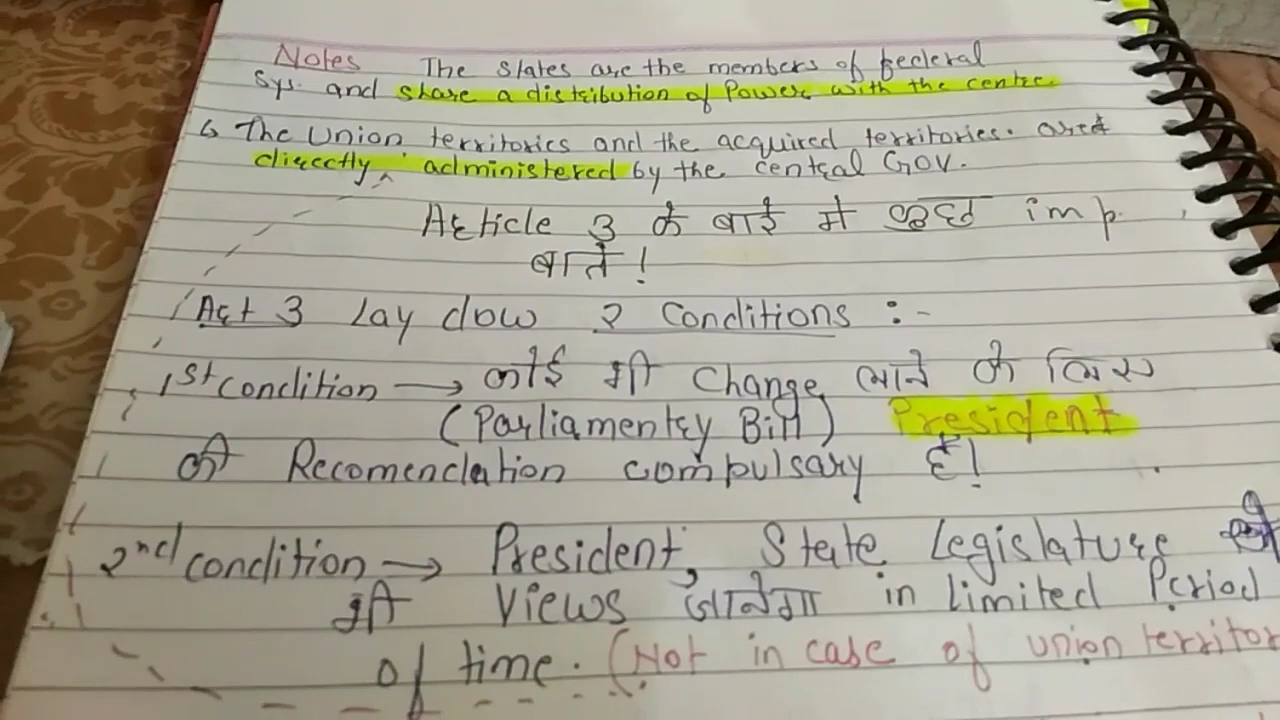 Notes The States are the members of federal
Sys. and share a distribution of Power with the centre.
The Union territories and the acquired territories. are
directly administered by the central Gov.
Article 3 के बारे में कुछ imp.
बाते !
Act 3 Lay dow 2 Conditions :-
1st condition → कोई भी Change लाने के लिए
(Parliamentry Bill) President
की Recomendation compulsary है!
2nd condition → President, State Legislature
भी Views जानेगा in limited Period
of time. (Not in case of union territor